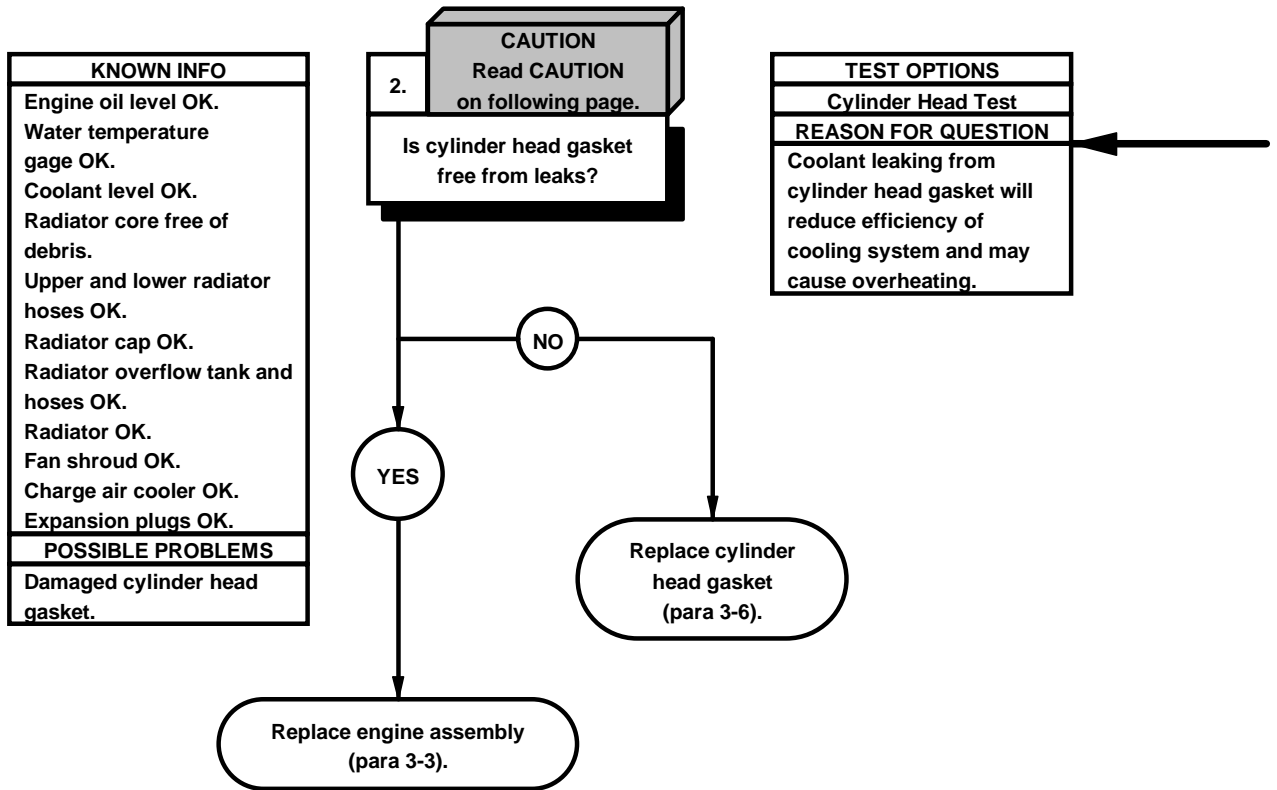 KNOWN INFO
Engine oil level OK.
Water temperature
gage OK.
Coolant level OK.
Radiator core free of
debris.
Upper and lower radiator
hoses OK.
Radiator cap OK.
Radiator overflow tank and
hoses OK.
Radiator OK.
Fan shroud OK.
Charge air cooler OK.
Expansion plugs OK.
POSSIBLE PROBLEMS
Damaged cylinder head
gasket.
CAUTION
Read CAUTION
on following page.
2.
Is cylinder head gasket
free from leaks?
TEST OPTIONS
Cylinder Head Test
REASON FOR QUESTION
Coolant leaking from
cylinder head gasket will
reduce efficiency of
cooling system and may
cause overheating.
NO
YES
Replace cylinder
head gasket
(para 3-6).
Replace engine assembly
(para 3-3).